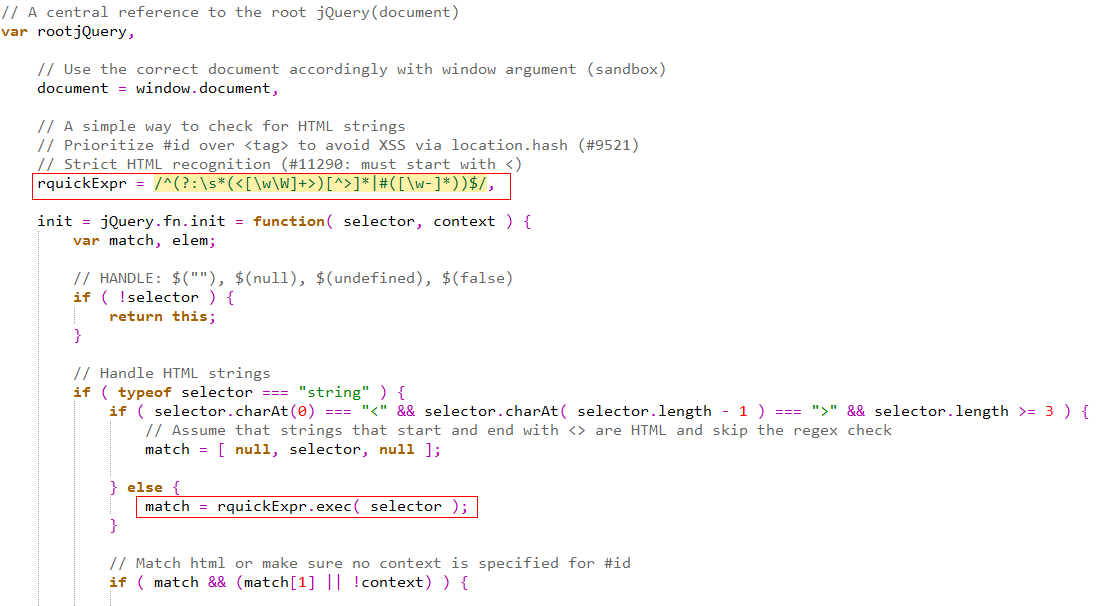 // A central reference to the root jQuery(document)
var rootjQuery,
// Use the correct document accordingly with window argument (sandbox)
document = window.document,
// A simple way to check for HTML strings
// Prioritize #id over <tag> to avoid XSS via location.hash (#9521)
// Strict HTML recognition (#11290: must start with <)
rquickExpr = /^(?:\s*(<[\w\W]+>)[^>]*|#([\w-]*))$/,
init = jQuery.fn.init = function( selector, context ) {
var match, elem;
// HANDLE: $(""), $(null), $(undefined), $(false)
if ( !selector ) {
return this;
}
// Handle HTML strings
if ( typeof selector === "string" ) {
if ( selector.charAt(0) === "<" && selector.charAt( selector.length - 1 ) === ">" && selector.length >= 3 ) {
// Assume that strings that start and end with <> are HTML and skip the regex check
match = [ null, selector, null ];
} else {
match = rquickExpr.exec( selector );
}
// Match html or make sure no context is specified for #id
if ( match && (match[1] || !context) ) {